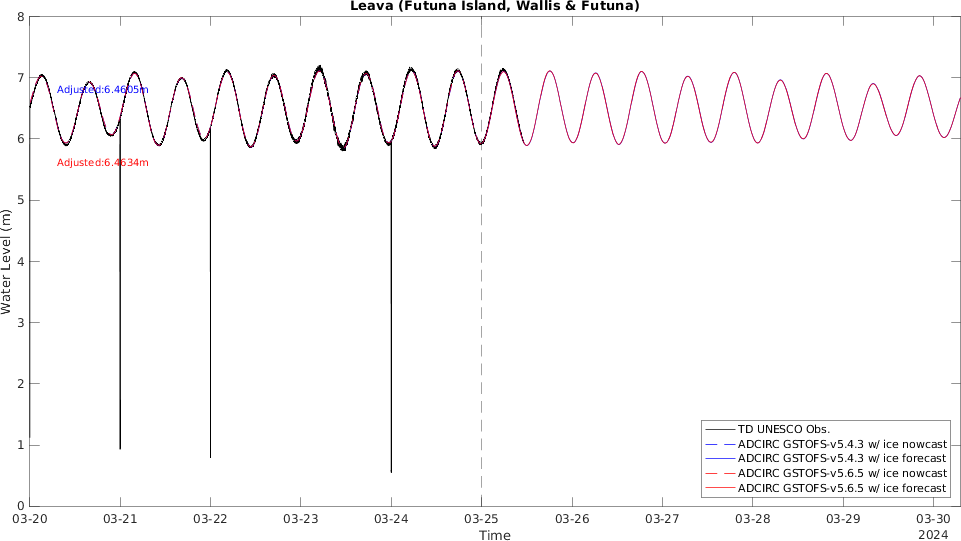 Leava (Futuna Island, Wallis & Futuna)
8
7
6
5
4
3
2
1
0
Water Level (m)
Adjusted:6.4605m
Adjusted:6.4634m
TD UNESCO Obs.
ADCIRC GSTOFS-v5.4.3 w/ ice nowcast
ADCIRC GSTOFS-v5.4.3 w/ ice forecast
ADCIRC GSTOFS-v5.6.5 w/ ice nowcast
ADCIRC GSTOFS-v5.6.5 w/ ice forecast
03-20 03-21 03-22 03-23 03-24 03-25 03-26 03-27 03-28 03-29 03-30
Time
2024